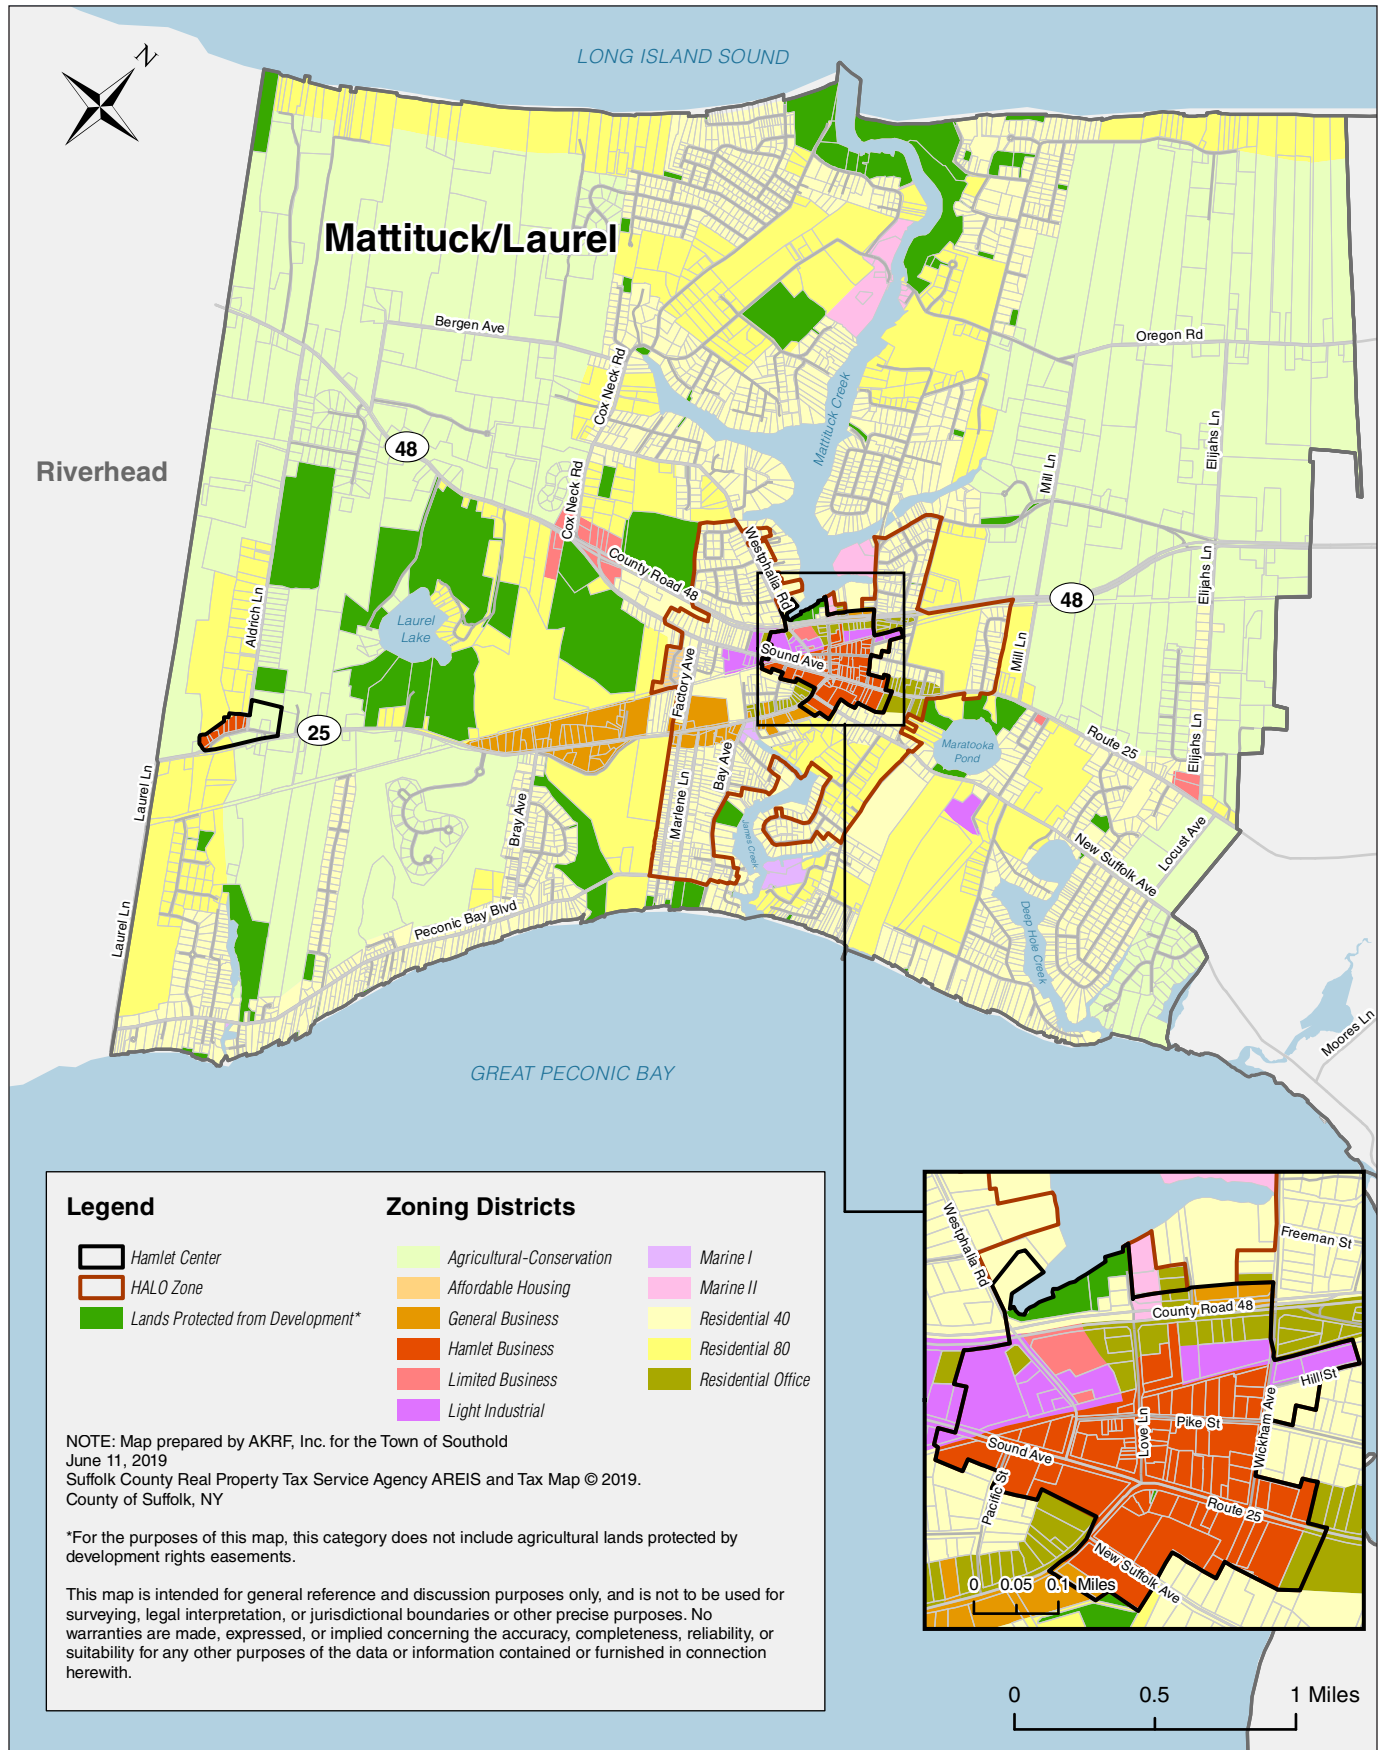 N
LONG ISLAND SOUND
Mattituck/Laurel
Bergen Ave
Oregon Rd
Cox Neck Rd
Mattituck Creek
Elijahs Ln
48
Riverhead
Mill Ln
Cox Neck Rd
Westphalia Rd
County Road 48
Elijahs Ln
48
Aldrich Ln
Laurel
Lake
Sound Ave
Mill Ln
Factory Ave
25
Maratooka
Pond
Route 25
Elijahs Ln
Laurel Ln
Bay Ave
Marlene Ln
Bray Ave
James Creek
New Suffolk Ave
Locust Ave
Laurel Ln
Peconic Bay Blvd
Deep Hole Creek
Moores Ln
GREAT PECONIC BAY
Legend
Hamlet Center
HALO Zone
Lands Protected from Development*
Zoning Districts
Agricultural-Conservation
Affordable Housing
General Business
Hamlet Business
Limited Business
Light Industrial
Marine I
Marine II
Residential 40
Residential 80
Residential Office
NOTE: Map prepared by AKRF, Inc. for the Town of Southold
June 11, 2019
Suffolk County Real Property Tax Service Agency AREIS and Tax Map © 2019.
County of Suffolk, NY
*For the purposes of this map, this category does not include agricultural lands protected by
development rights easements.
This map is intended for general reference and discussion purposes only, and is not to be used for
surveying, legal interpretation, or jurisdictional boundaries or other precise purposes. No
warranties are made, expressed, or implied concerning the accuracy, completeness, reliability, or
suitability for any other purposes of the data or information contained or furnished in connection
herewith.
Westphalia Rd
Freeman St
County Road 48
Hill St
Pike St
Love Ln
Wickham Ave
Sound Ave
Pacific St
Route 25
New Suffolk Ave
0 0.05 0.1 Miles
0 0.5 1 Miles